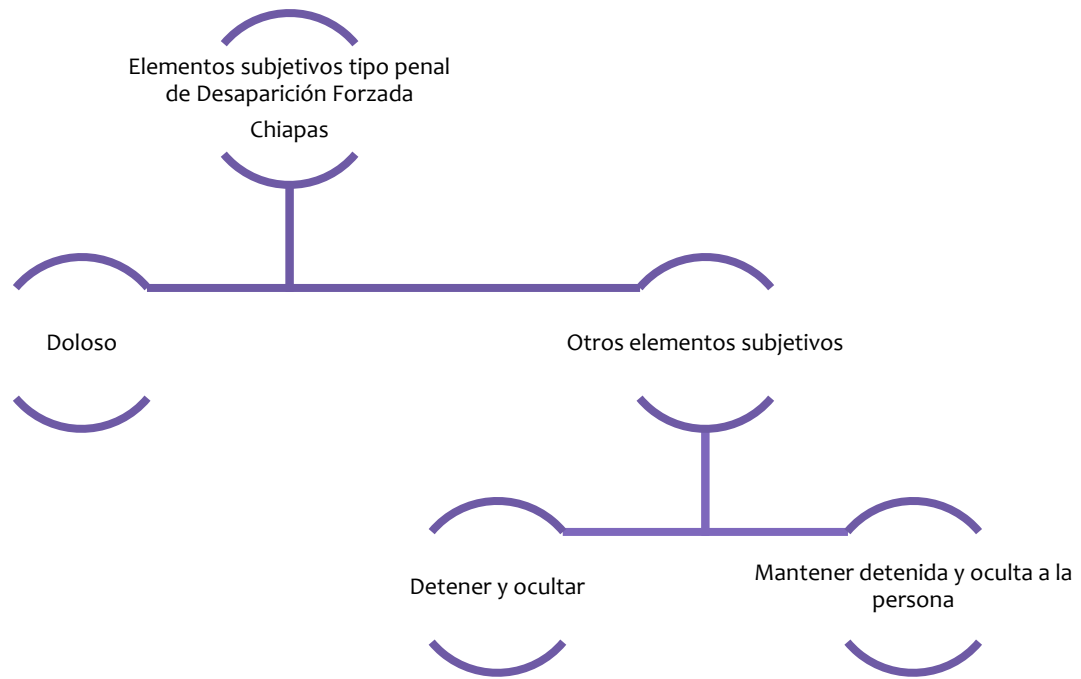 Elementos subjetivos tipo penal
de Desaparición Forzada
Chiapas
Doloso
Otros elementos subjetivos
Detener y ocultar
Mantener detenida y oculta a la
persona